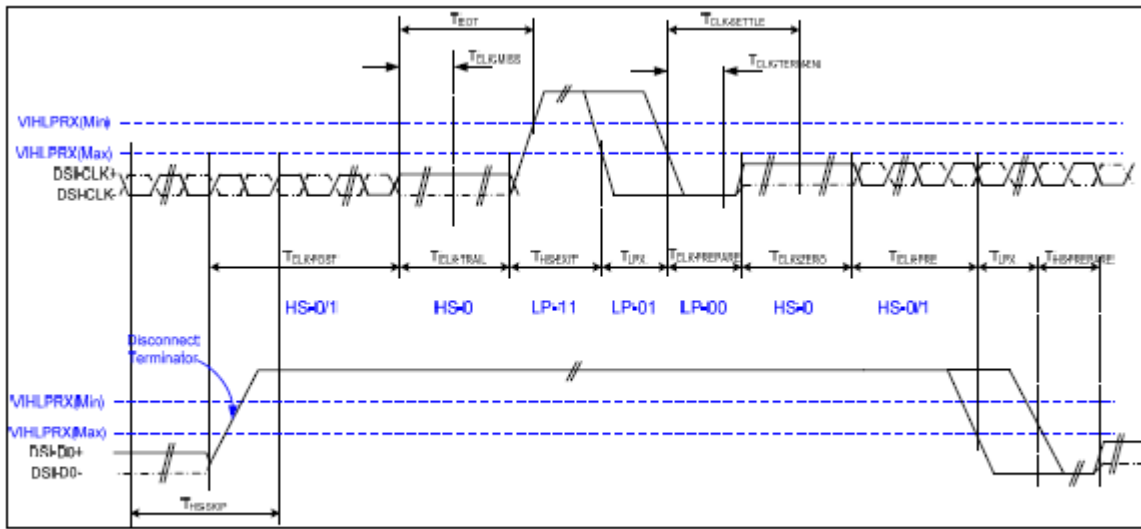 TEOT
TCLK-SETTLE
TCLK-MISS
TCLK-TERM-EN
VIHLPRX(Min)
VIHLPRX(Max)
DSI-CLK+
DSI-CLK-
TCLK-POST
TCLK-TRAIL
THS-EXIT
TLPX
TCLK-PREPARE
TCLK-ZERO
TCLK-PRE
TLPX
THS-PREPARE
HS-0/1
HS-0
LP-11
LP-01
LP-00
HS-0
HS-0/1
Disconnect
Terminator
VIHLPRX(Min)
VIHLPRX(Max)
DSI-D0+
DSI-D0-
THS-SKIP